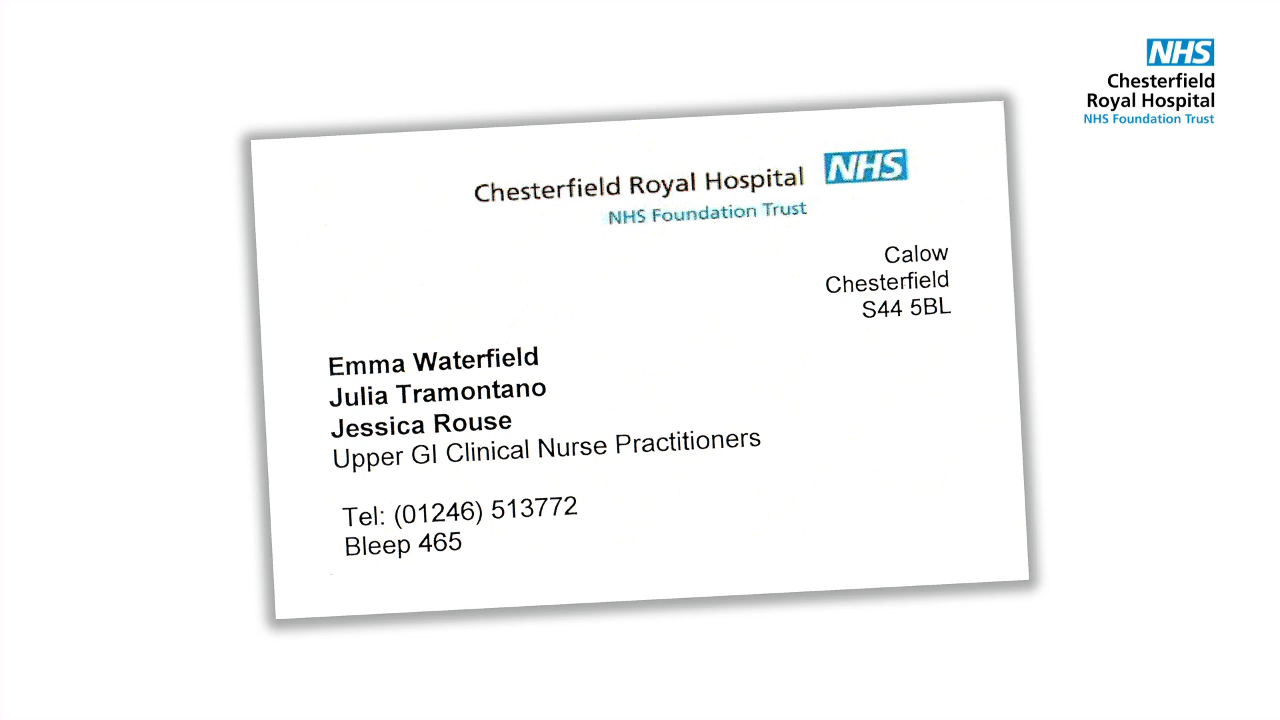 NHS
Chesterfield
Royal Hospital
NHS Foundation Trust
Chesterfield Royal Hospital NHS
NHS Foundation Trust
Calow
Chesterfield
S44 5BL
Emma Waterfield
Julia Tramontano
Jessica Rouse
Upper GI Clinical Nurse Practitioners
Tel: (01246) 513772
Bleep 465